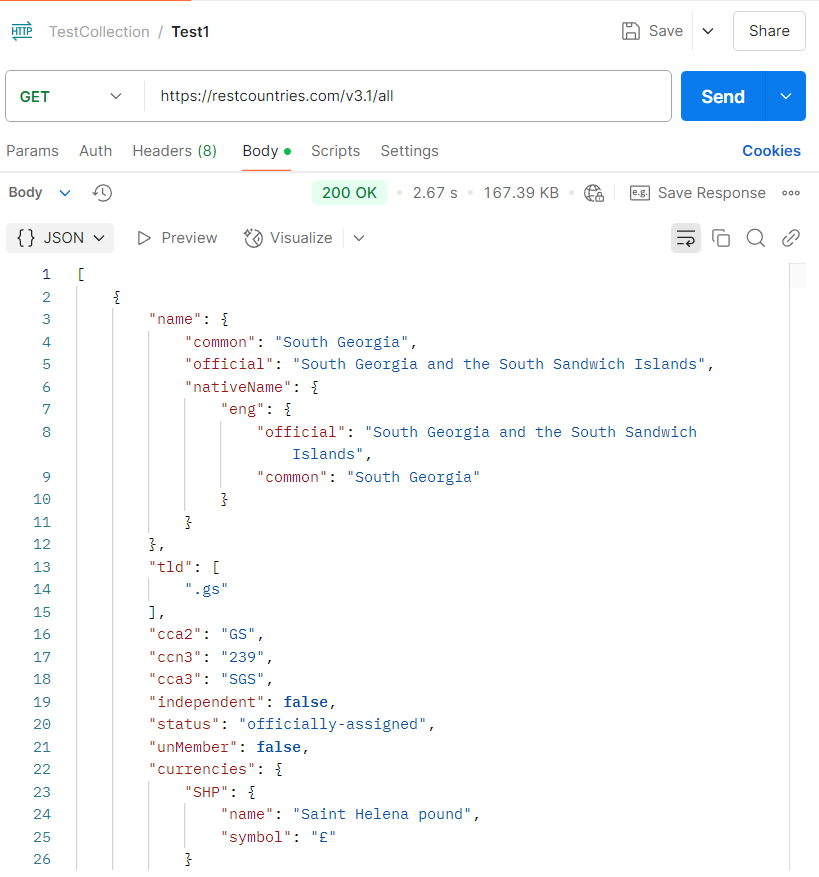 HTTP TestCollection / Test1 Save Share
GET https://restcountries.com/v3.1/all Send
Params Auth Headers (8) Body Scripts Settings Cookies
Body 200 OK 2.67 s 167.39 KB e.g. Save Response
{} JSON Preview Visualize
1 [
2 {
3 "name": {
4 "common": "South Georgia",
5 "official": "South Georgia and the South Sandwich Islands",
6 "nativeName": {
7 "eng": {
8 "official": "South Georgia and the South Sandwich
Islands",
9 "common": "South Georgia"
10 }
11 }
12 },
13 "tld": [
14 ".gs"
15 ],
16 "cca2": "GS",
17 "ccn3": "239",
18 "cca3": "SGS",
19 "independent": false,
20 "status": "officially-assigned",
21 "unMember": false,
22 "currencies": {
23 "SHP": {
24 "name": "Saint Helena pound",
25 "symbol": "£"
26 }